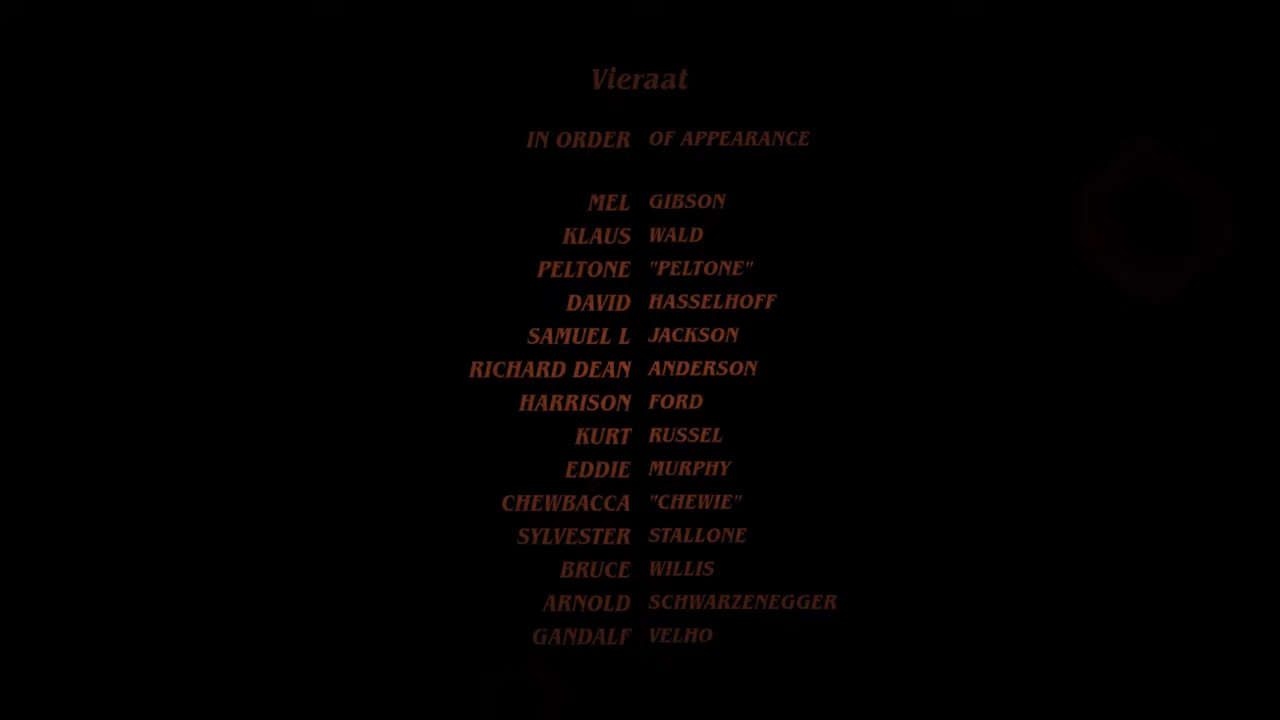 Vieraat
IN ORDER OF APPEARANCE
MEL GIBSON
KLAUS WALD
PELTONE "PELTONE"
DAVID HASSELHOFF
SAMUEL L JACKSON
RICHARD DEAN ANDERSON
HARRISON FORD
KURT RUSSEL
EDDIE MURPHY
CHEWBACCA "CHEWIE"
SYLVESTER STALLONE
BRUCE WILLIS
ARNOLD SCHWARZENEGGER
GANDALF VELHO